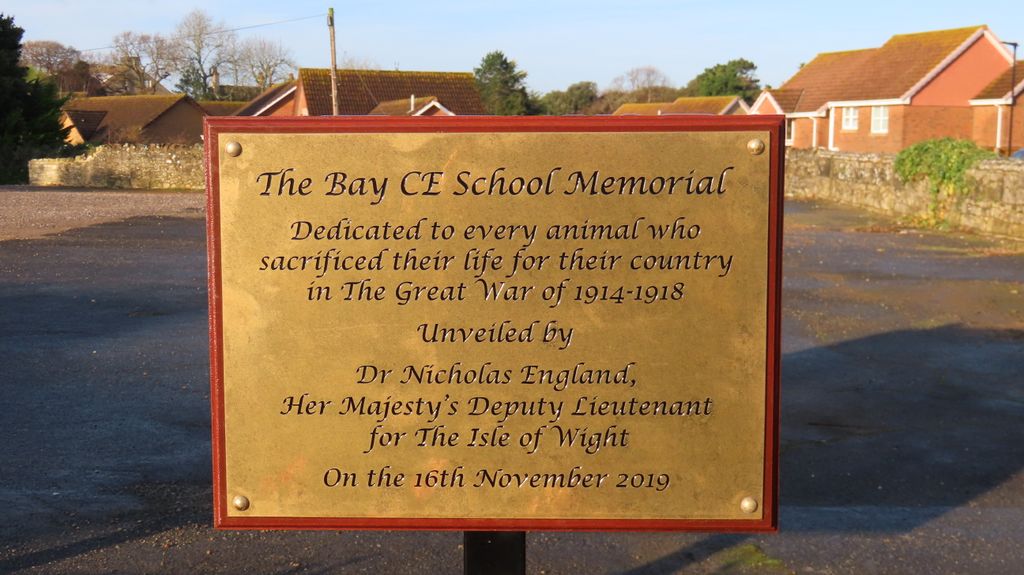 The Bay CE School Memorial
Dedicated to every animal who
sacrificed their life for their country
in The Great War of 1914-1918
Unveiled by
Dr Nicholas England,
Her Majesty's Deputy Lieutenant
for The Isle of Wight
On the 16th November 2019